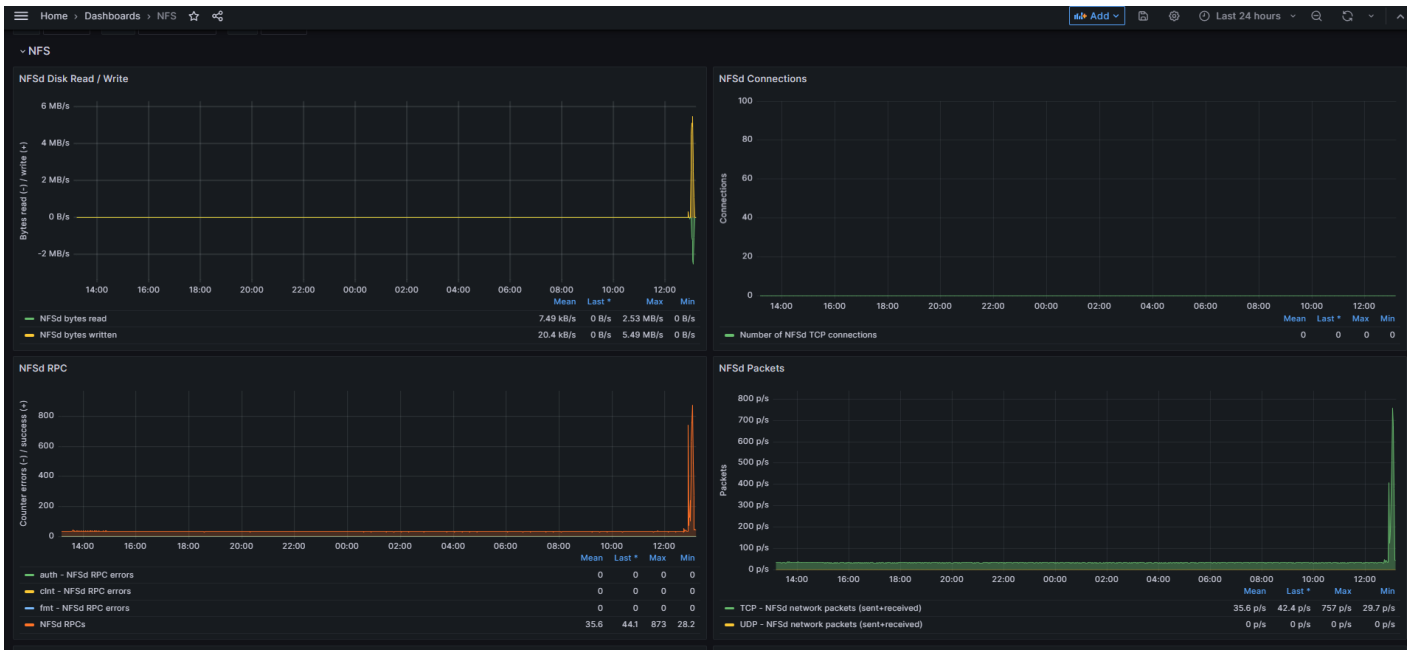 Home › Dashboards › NFS
Add
Last 24 hours
NFS
NFSd Disk Read / Write
Bytes read (-) / write (+)
6 MB/s
4 MB/s
2 MB/s
0 B/s
-2 MB/s
14:00 16:00 18:00 20:00 22:00 00:00 02:00 04:00 06:00 08:00 10:00 12:00
Mean Last * Max Min
NFSd bytes read 7.49 kB/s 0 B/s 2.53 MB/s 0 B/s
NFSd bytes written 20.4 kB/s 0 B/s 5.49 MB/s 0 B/s
NFSd Connections
Connections
100
80
60
40
20
0
14:00 16:00 18:00 20:00 22:00 00:00 02:00 04:00 06:00 08:00 10:00 12:00
Mean Last * Max Min
Number of NFSd TCP connections 0 0 0 0
NFSd RPC
Counter errors (-) / success (+)
800
600
400
200
0
14:00 16:00 18:00 20:00 22:00 00:00 02:00 04:00 06:00 08:00 10:00 12:00
Mean Last * Max Min
auth - NFSd RPC errors 0 0 0 0
clnt - NFSd RPC errors 0 0 0 0
fmt - NFSd RPC errors 0 0 0 0
NFSd RPCs 35.6 44.1 873 28.2
NFSd Packets
Packets
800 p/s
700 p/s
600 p/s
500 p/s
400 p/s
300 p/s
200 p/s
100 p/s
0 p/s
14:00 16:00 18:00 20:00 22:00 00:00 02:00 04:00 06:00 08:00 10:00 12:00
Mean Last * Max Min
TCP - NFSd network packets (sent+received) 35.6 p/s 42.4 p/s 757 p/s 29.7 p/s
UDP - NFSd network packets (sent+received) 0 p/s 0 p/s 0 p/s 0 p/s